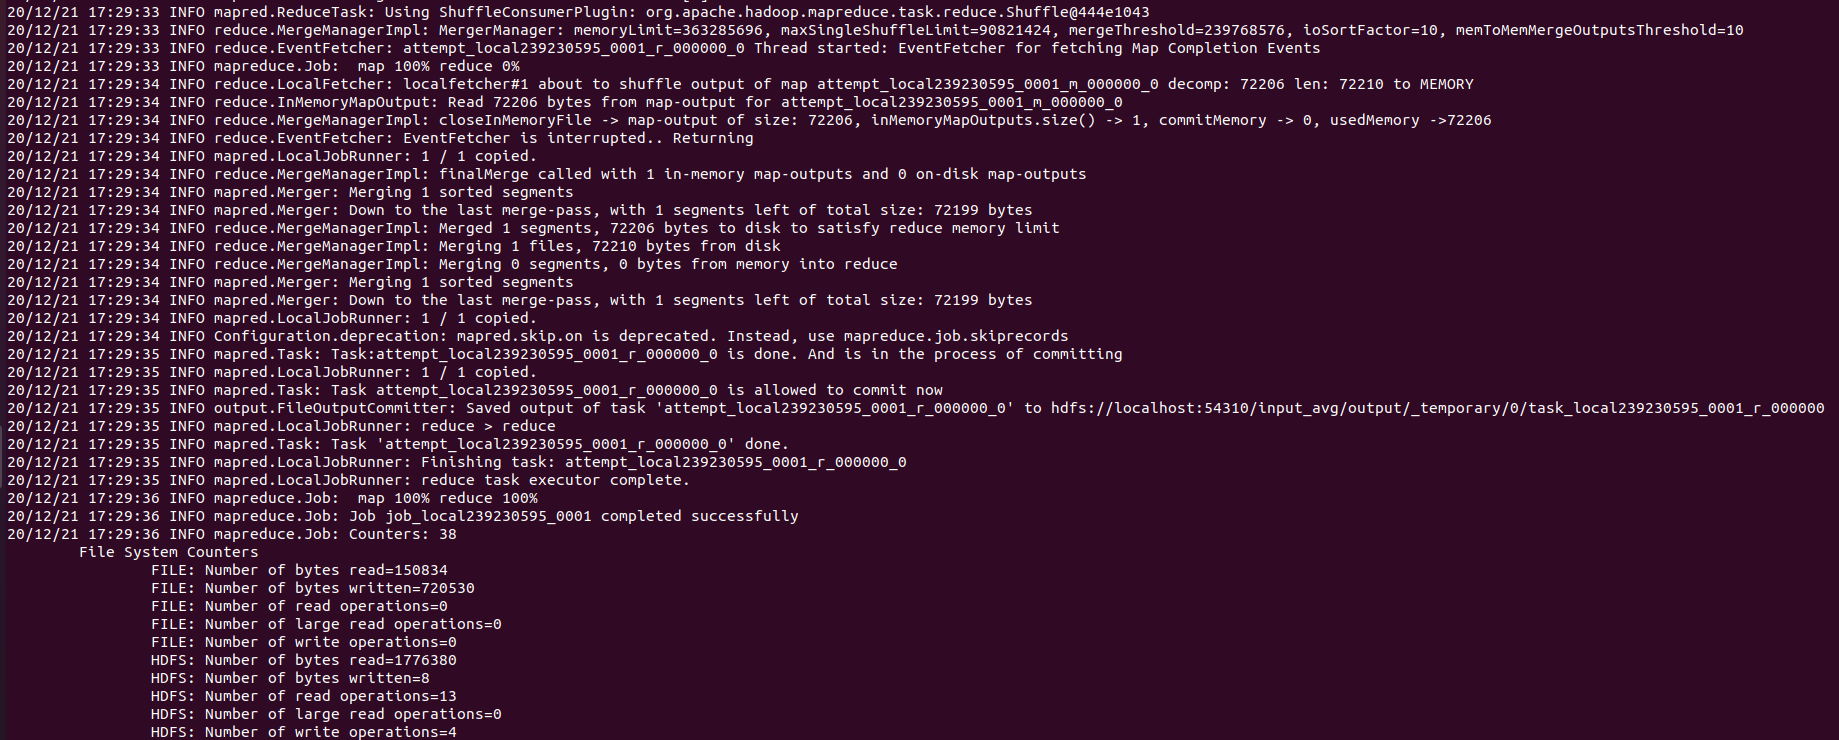 20/12/21 17:29:33 INFO mapred.ReduceTask: Using ShuffleConsumerPlugin: org.apache.hadoop.mapreduce.task.reduce.Shuffle@444e1043
20/12/21 17:29:33 INFO reduce.MergeManagerImpl: MergerManager: memoryLimit=363285696, maxSingleShuffleLimit=90821424, mergeThreshold=239768576, ioSortFactor=10, memToMemMergeOutputsThreshold=10
20/12/21 17:29:33 INFO reduce.EventFetcher: attempt_local239230595_0001_r_000000_0 Thread started: EventFetcher for fetching Map Completion Events
20/12/21 17:29:33 INFO mapreduce.Job:  map 100% reduce 0%
20/12/21 17:29:34 INFO reduce.LocalFetcher: localfetcher#1 about to shuffle output of map attempt_local239230595_0001_m_000000_0 decomp: 72206 len: 72210 to MEMORY
20/12/21 17:29:34 INFO reduce.InMemoryMapOutput: Read 72206 bytes from map-output for attempt_local239230595_0001_m_000000_0
20/12/21 17:29:34 INFO reduce.MergeManagerImpl: closeInMemoryFile -> map-output of size: 72206, inMemoryMapOutputs.size() -> 1, commitMemory -> 0, usedMemory ->72206
20/12/21 17:29:34 INFO reduce.EventFetcher: EventFetcher is interrupted.. Returning
20/12/21 17:29:34 INFO mapred.LocalJobRunner: 1 / 1 copied.
20/12/21 17:29:34 INFO reduce.MergeManagerImpl: finalMerge called with 1 in-memory map-outputs and 0 on-disk map-outputs
20/12/21 17:29:34 INFO mapred.Merger: Merging 1 sorted segments
20/12/21 17:29:34 INFO mapred.Merger: Down to the last merge-pass, with 1 segments left of total size: 72199 bytes
20/12/21 17:29:34 INFO reduce.MergeManagerImpl: Merged 1 segments, 72206 bytes to disk to satisfy reduce memory limit
20/12/21 17:29:34 INFO reduce.MergeManagerImpl: Merging 1 files, 72210 bytes from disk
20/12/21 17:29:34 INFO reduce.MergeManagerImpl: Merging 0 segments, 0 bytes from memory into reduce
20/12/21 17:29:34 INFO mapred.Merger: Merging 1 sorted segments
20/12/21 17:29:34 INFO mapred.Merger: Down to the last merge-pass, with 1 segments left of total size: 72199 bytes
20/12/21 17:29:34 INFO mapred.LocalJobRunner: 1 / 1 copied.
20/12/21 17:29:34 INFO Configuration.deprecation: mapred.skip.on is deprecated. Instead, use mapreduce.job.skiprecords
20/12/21 17:29:35 INFO mapred.Task: Task:attempt_local239230595_0001_r_000000_0 is done. And is in the process of committing
20/12/21 17:29:35 INFO mapred.LocalJobRunner: 1 / 1 copied.
20/12/21 17:29:35 INFO mapred.Task: Task attempt_local239230595_0001_r_000000_0 is allowed to commit now
20/12/21 17:29:35 INFO output.FileOutputCommitter: Saved output of task 'attempt_local239230595_0001_r_000000_0' to hdfs://localhost:54310/input_avg/output/_temporary/0/task_local239230595_0001_r_000000
20/12/21 17:29:35 INFO mapred.LocalJobRunner: reduce > reduce
20/12/21 17:29:35 INFO mapred.Task: Task 'attempt_local239230595_0001_r_000000_0' done.
20/12/21 17:29:35 INFO mapred.LocalJobRunner: Finishing task: attempt_local239230595_0001_r_000000_0
20/12/21 17:29:35 INFO mapred.LocalJobRunner: reduce task executor complete.
20/12/21 17:29:36 INFO mapreduce.Job:  map 100% reduce 100%
20/12/21 17:29:36 INFO mapreduce.Job: Job job_local239230595_0001 completed successfully
20/12/21 17:29:36 INFO mapreduce.Job: Counters: 38
File System Counters
FILE: Number of bytes read=150834
FILE: Number of bytes written=720530
FILE: Number of read operations=0
FILE: Number of large read operations=0
FILE: Number of write operations=0
HDFS: Number of bytes read=1776380
HDFS: Number of bytes written=8
HDFS: Number of read operations=13
HDFS: Number of large read operations=0
HDFS: Number of write operations=4